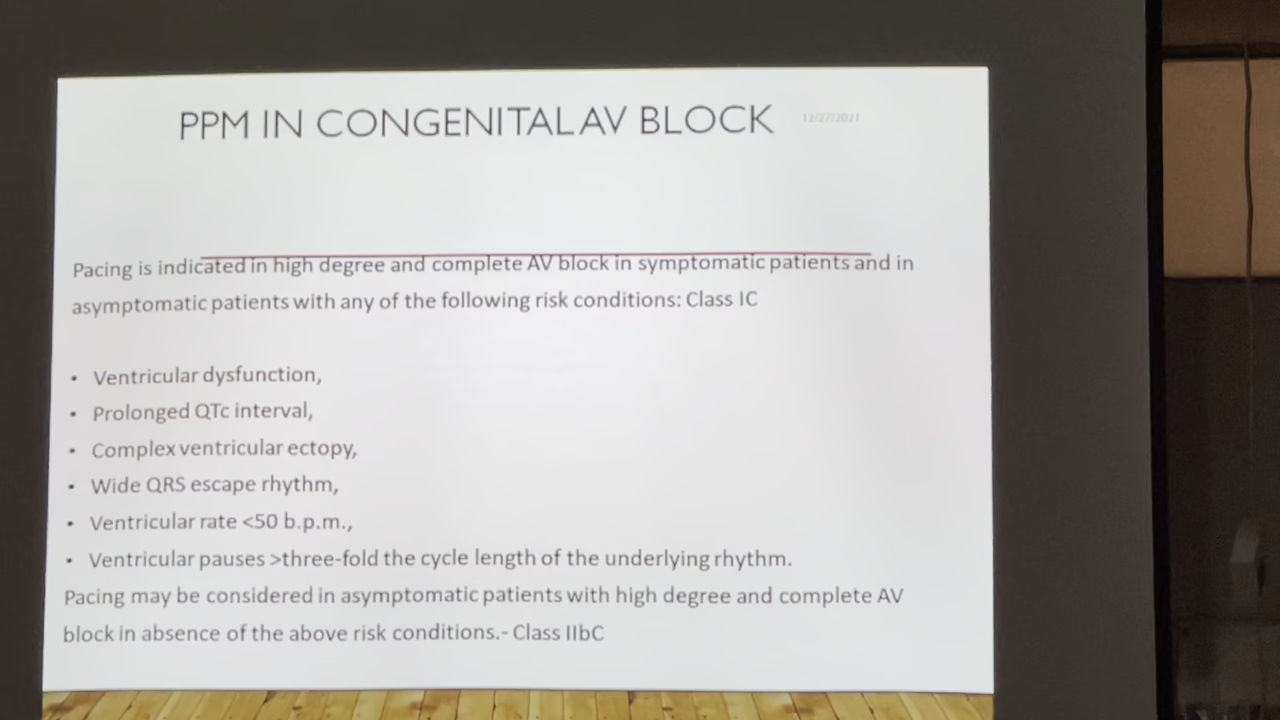 PPM IN CONGENITAL AV BLOCK
12/27/2021
Pacing is indicated in high degree and complete AV block in symptomatic patients and in
asymptomatic patients with any of the following risk conditions: Class IC
• Ventricular dysfunction,
• Prolonged QTc interval,
• Complex ventricular ectopy,
• Wide QRS escape rhythm,
• Ventricular rate <50 b.p.m.,
• Ventricular pauses >three-fold the cycle length of the underlying rhythm.
Pacing may be considered in asymptomatic patients with high degree and complete AV
block in absence of the above risk conditions.- Class IIbC